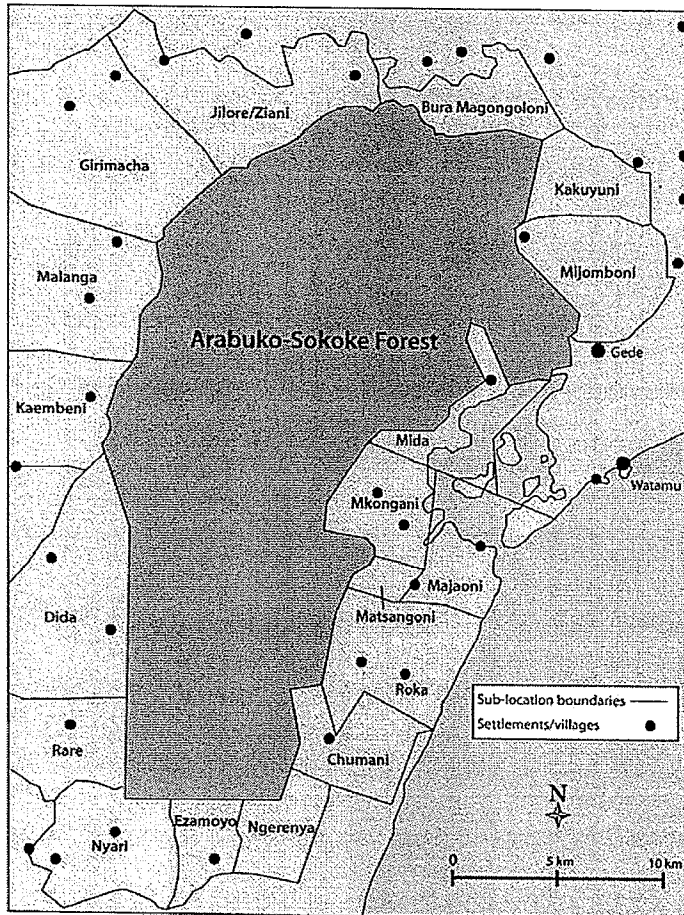 Jilore/Ziani
Bura Magongoloni
Girimacha
Kakuyuni
Malanga
Mijomboni
Arabuko-Sokoke Forest
Gede
Kaembeni
Mida
Watamu
Mkongani
Majaoni
Dida
Matsangoni
Roka
Sub-location boundaries
Settlements/villages
Rare
Chumani
N
Ezamoyo
Ngerenya
Nyari
0 5 km 10 km